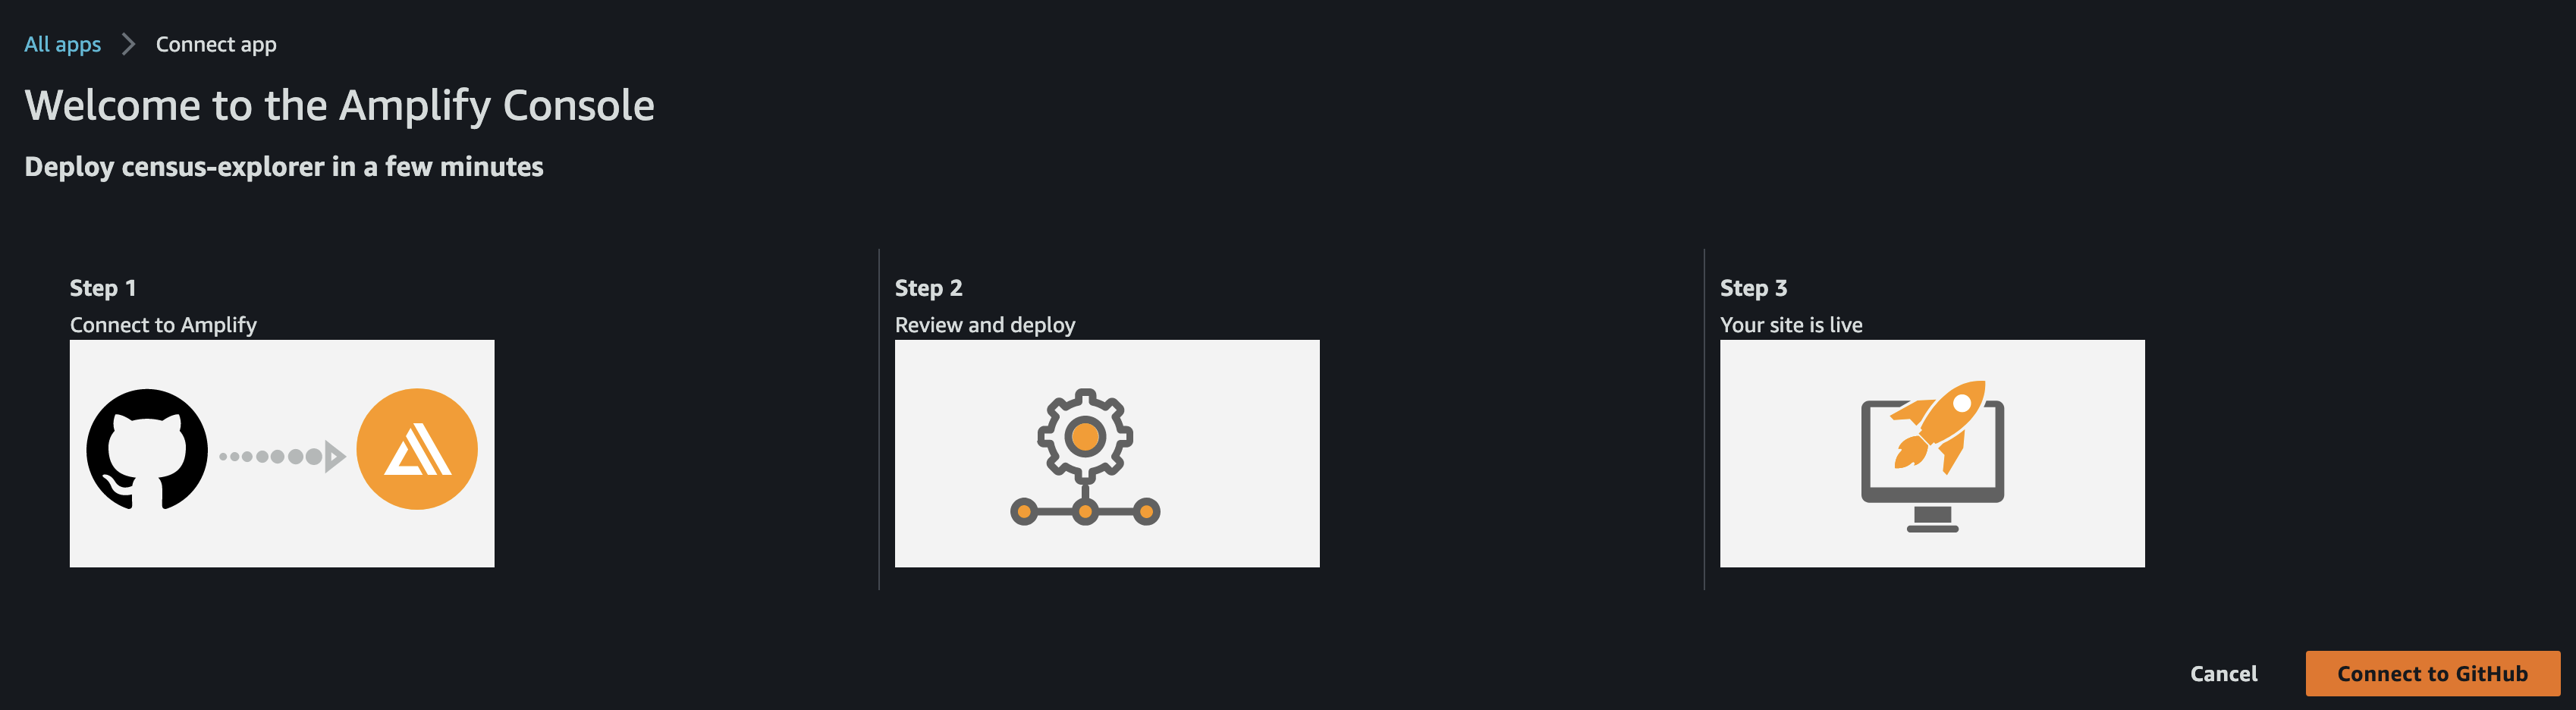 All apps
Connect app
Welcome to the Amplify Console
Deploy census-explorer in a few minutes
Step 1
Connect to Amplify
Step 2
Review and deploy
Step 3
Your site is live
Cancel
Connect to GitHub